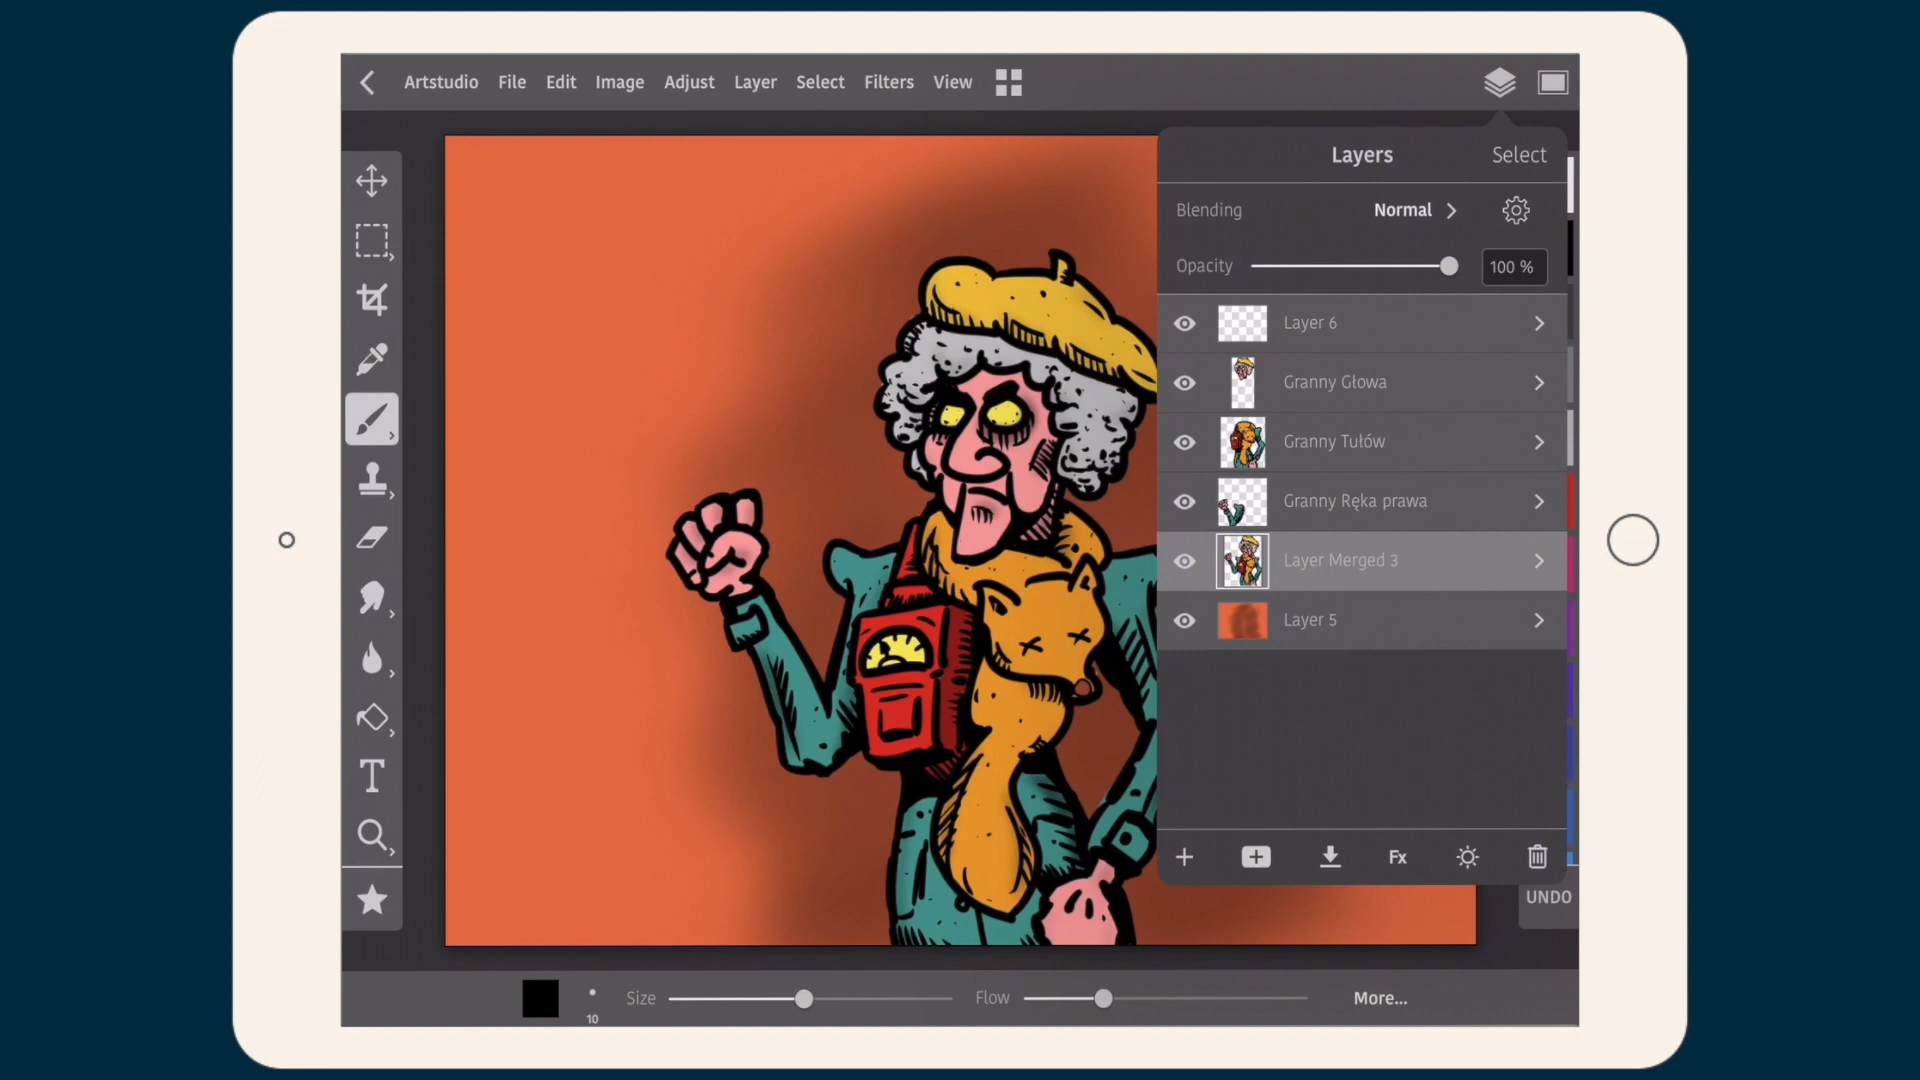 Artstudio File Edit Image Adjust Layer Select Filters View
Layers Select
Blending Normal
Opacity 100 %
Layer 6
Granny Głowa
Granny Tułów
Granny Ręka prawa
Layer Merged 3
Layer 5
Fx
UNDO
T
Size Flow More...
10